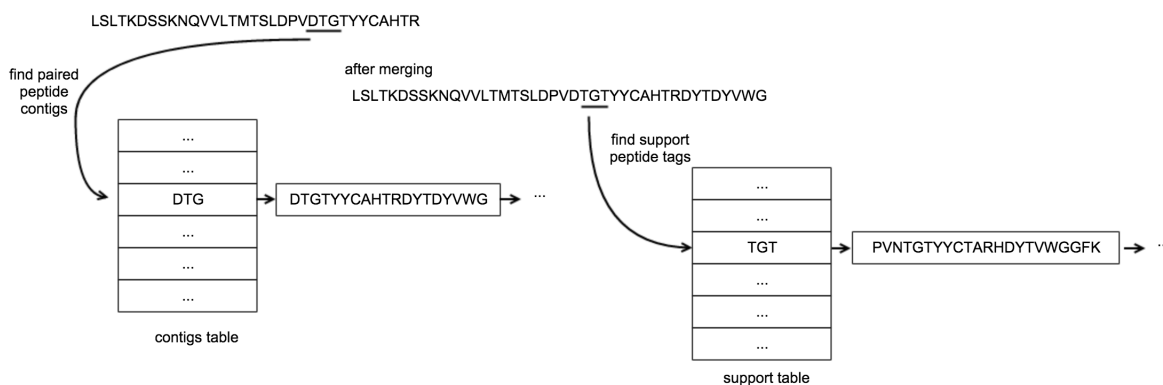 LSLTKDSSKNQVVLTMTSLDPVDTGTYYCAHTR
find paired
peptide
contigs
after merging
LSLTKDSSKNQVVLTMTSLDPVDTGTYYCAHTRDYTDYVWG
find support
peptide tags
...
...
DTG
DTGTYYCAHTRDYTDYVWG
...
...
...
...
contigs table
...
...
TGT
PVNTGTYYCTARHDYTVWGGFK
...
...
...
...
support table